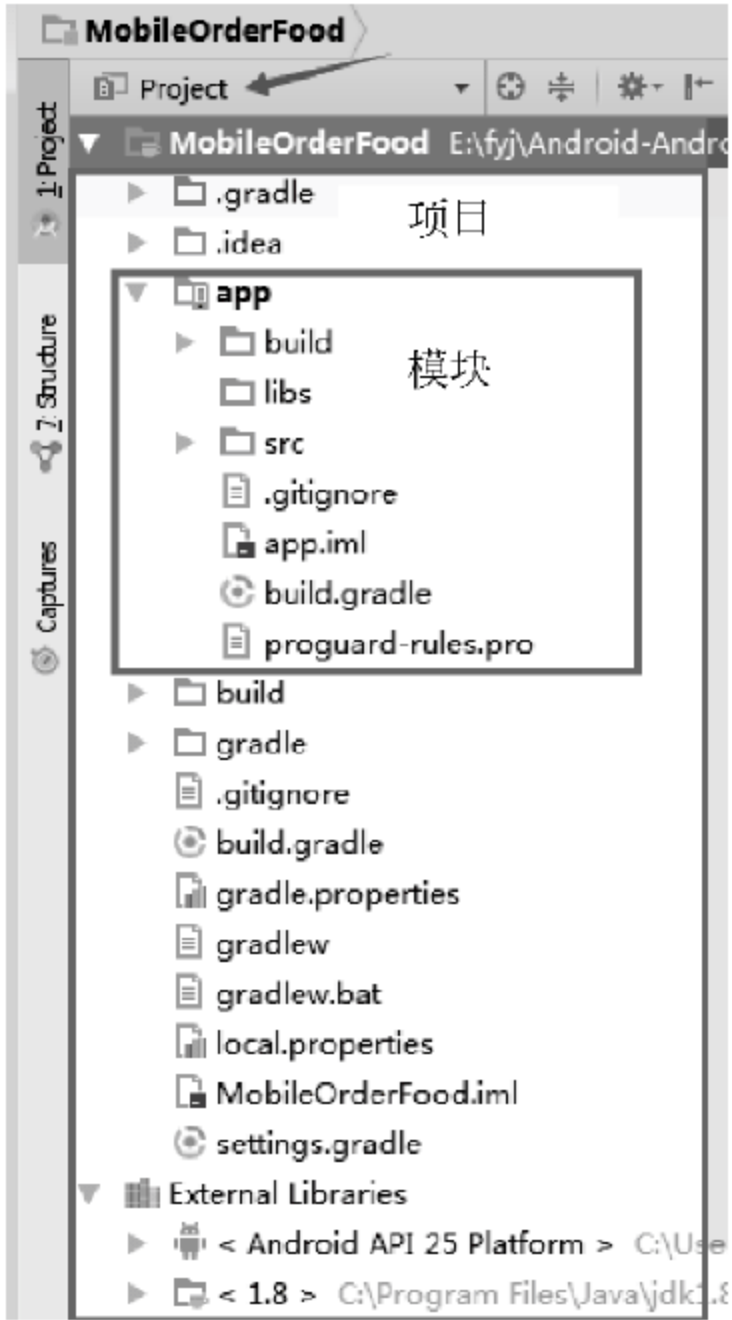 MobileOrderFood
Project
1: Project
MobileOrderFood E:\fyj\Android-Andro
.gradle
项目
.idea
app
build
模块
libs
7: Structure
src
.gitignore
app.iml
Captures
build.gradle
proguard-rules.pro
build
gradle
.gitignore
build.gradle
gradle.properties
gradlew
gradlew.bat
local.properties
MobileOrderFood.iml
settings.gradle
External Libraries
< Android API 25 Platform > C:\Use
< 1.8 > C:\Program Files\Java\jdk1.8